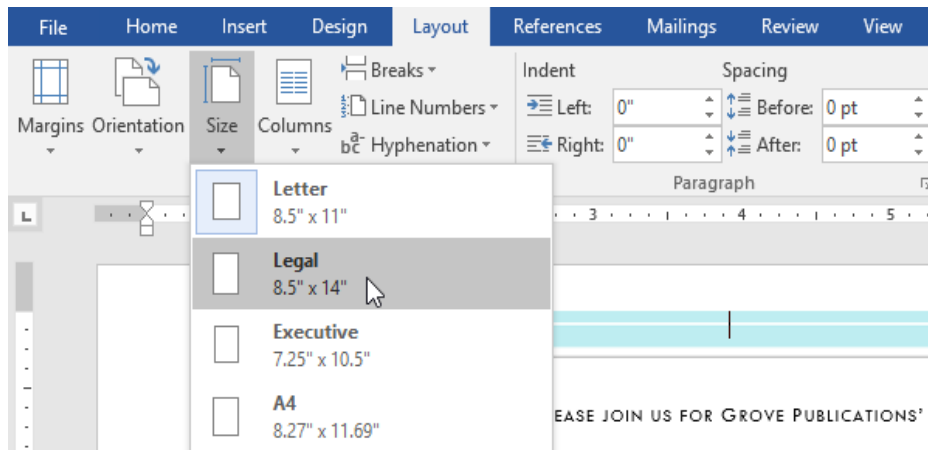 File Home Insert Design Layout References Mailings Review View
Breaks Indent Spacing
Line Numbers Left: 0" Before: 0 pt
Margins Orientation Size Columns Hyphenation Right: 0" After: 0 pt
Paragraph
Letter
8.5" x 11"
L 3 4 5
Legal
8.5" x 14"
Executive
7.25" x 10.5"
A4
8.27" x 11.69"
EASE JOIN US FOR GROVE PUBLICATIONS'